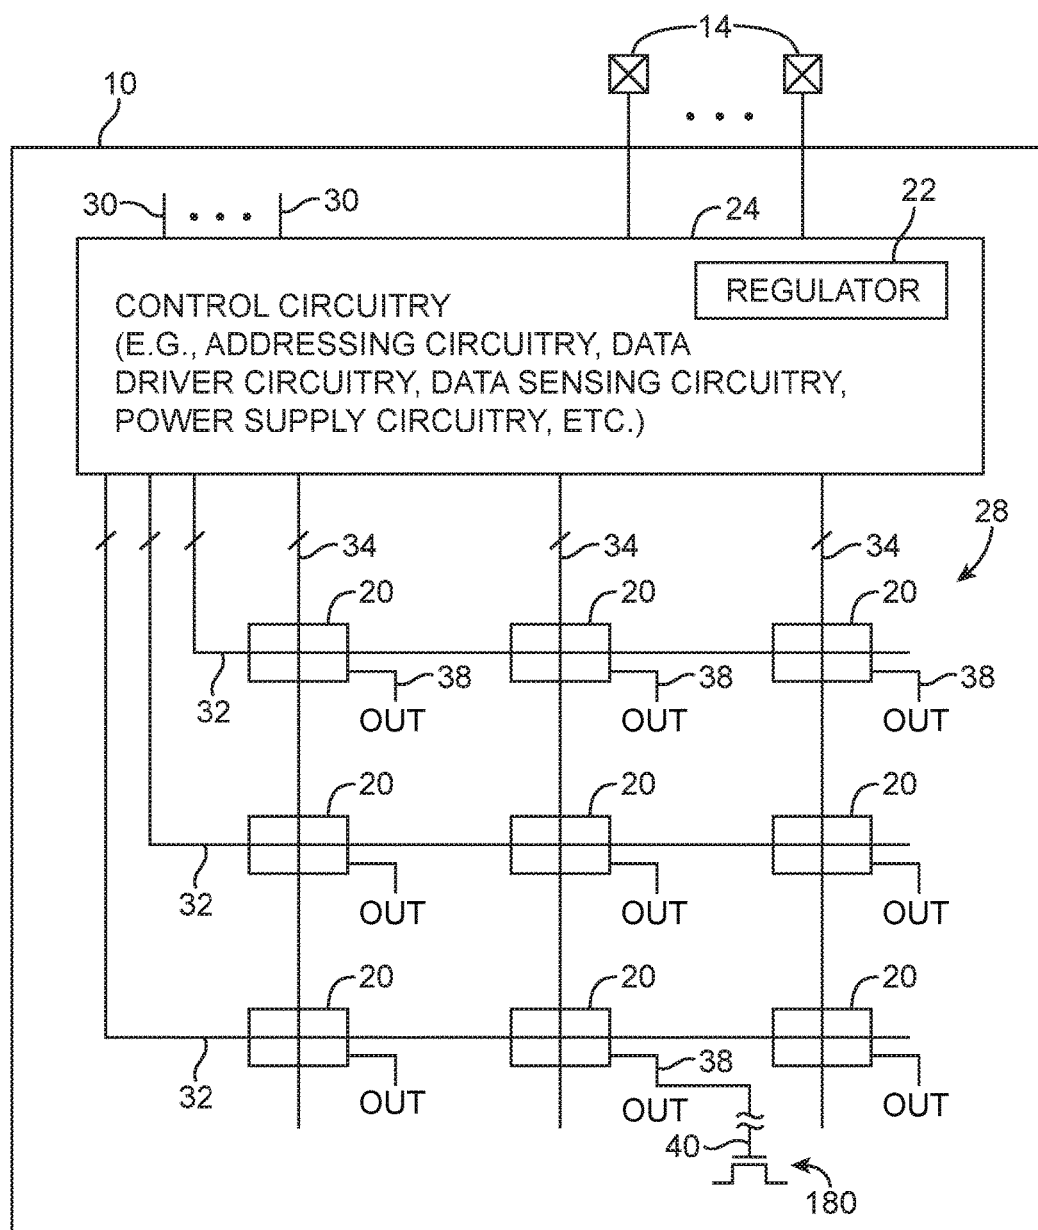 14
10
30
30
24
22
REGULATOR
CONTROL CIRCUITRY
(E.G., ADDRESSING CIRCUITRY, DATA
DRIVER CIRCUITRY, DATA SENSING CIRCUITRY,
POWER SUPPLY CIRCUITRY, ETC.)
28
34
34
34
20
20
20
32
38
38
38
OUT
OUT
OUT
20
20
20
32
OUT
OUT
OUT
20
20
20
32
38
OUT
OUT
OUT
40
180